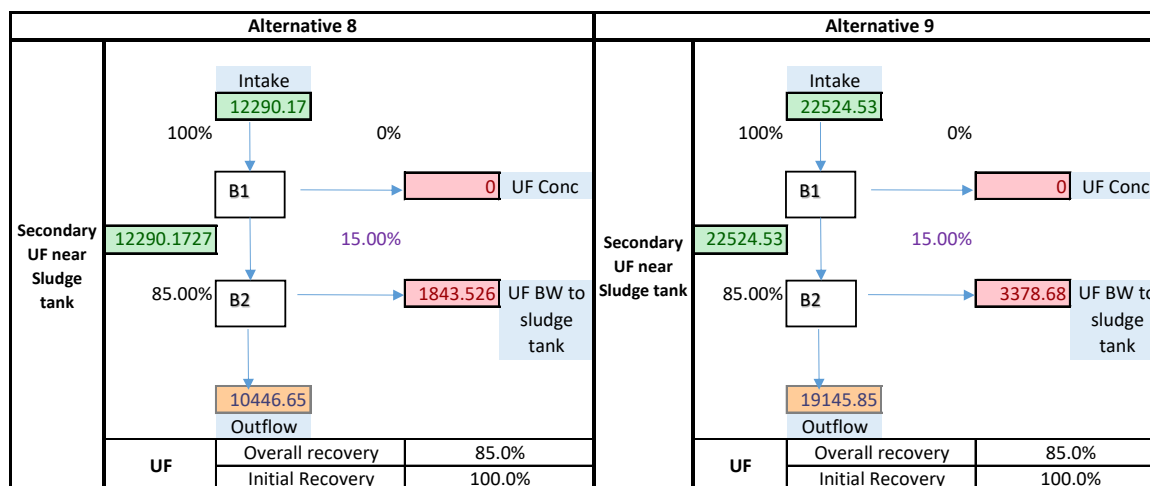 Alternative 8
Intake
12290.17
100%
0%
B1
0
UF Conc
Secondary
UF near
Sludge
tank
12290.1727
15.00%
85.00%
B2
1843.526
UF BW to
sludge
tank
10446.65
Outflow
UF
Overall recovery
85.0%
Initial Recovery
100.0%
Alternative 9
Intake
22524.53
100%
0%
B1
0
UF Conc
Secondary
UF near
Sludge tank
22524.53
15.00%
85.00%
B2
3378.68
UF BW to
sludge
tank
19145.85
Outflow
UF
Overall recovery
85.0%
Initial Recovery
100.0%